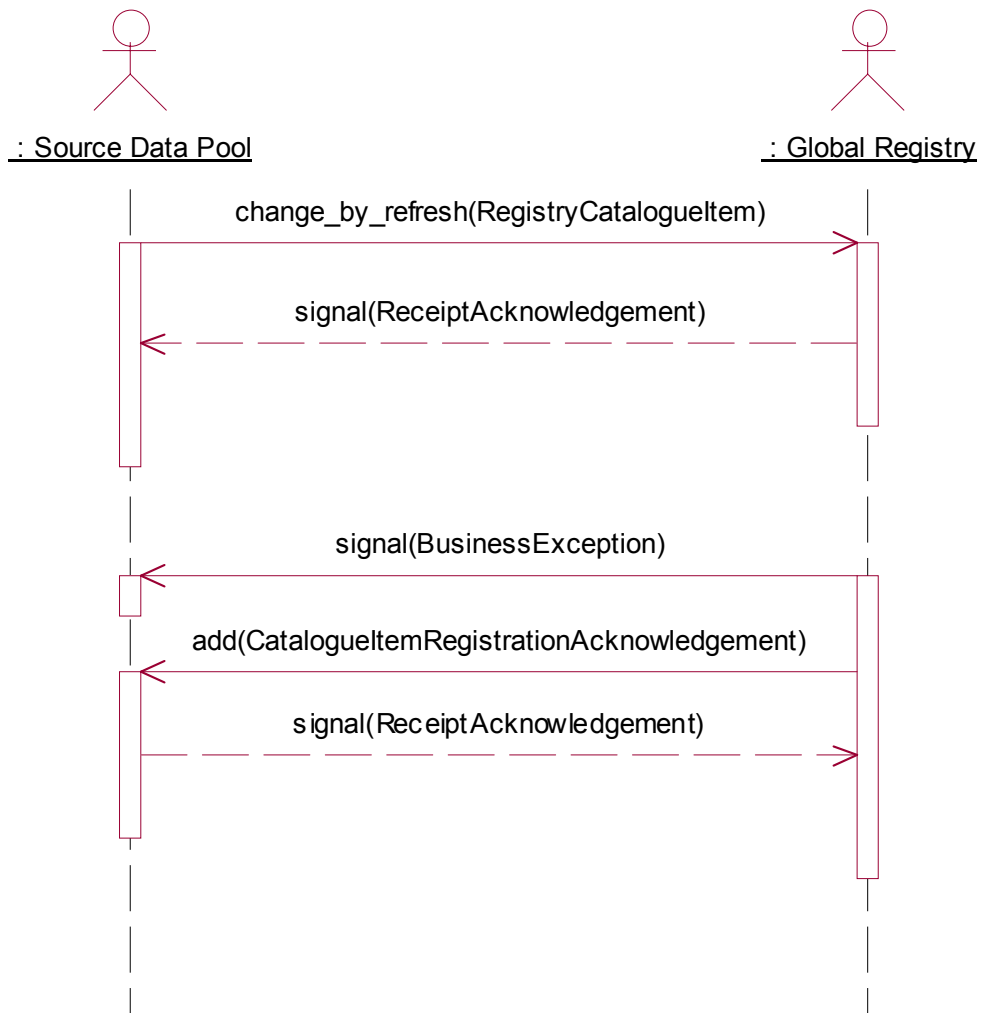 : Source Data Pool
: Global Registry
change_by_refresh(RegistryCatalogueItem)
signal(ReceiptAcknowledgement)
signal(BusinessException)
add(CatalogueItemRegistrationAcknowledgement)
signal(ReceiptAcknowledgement)